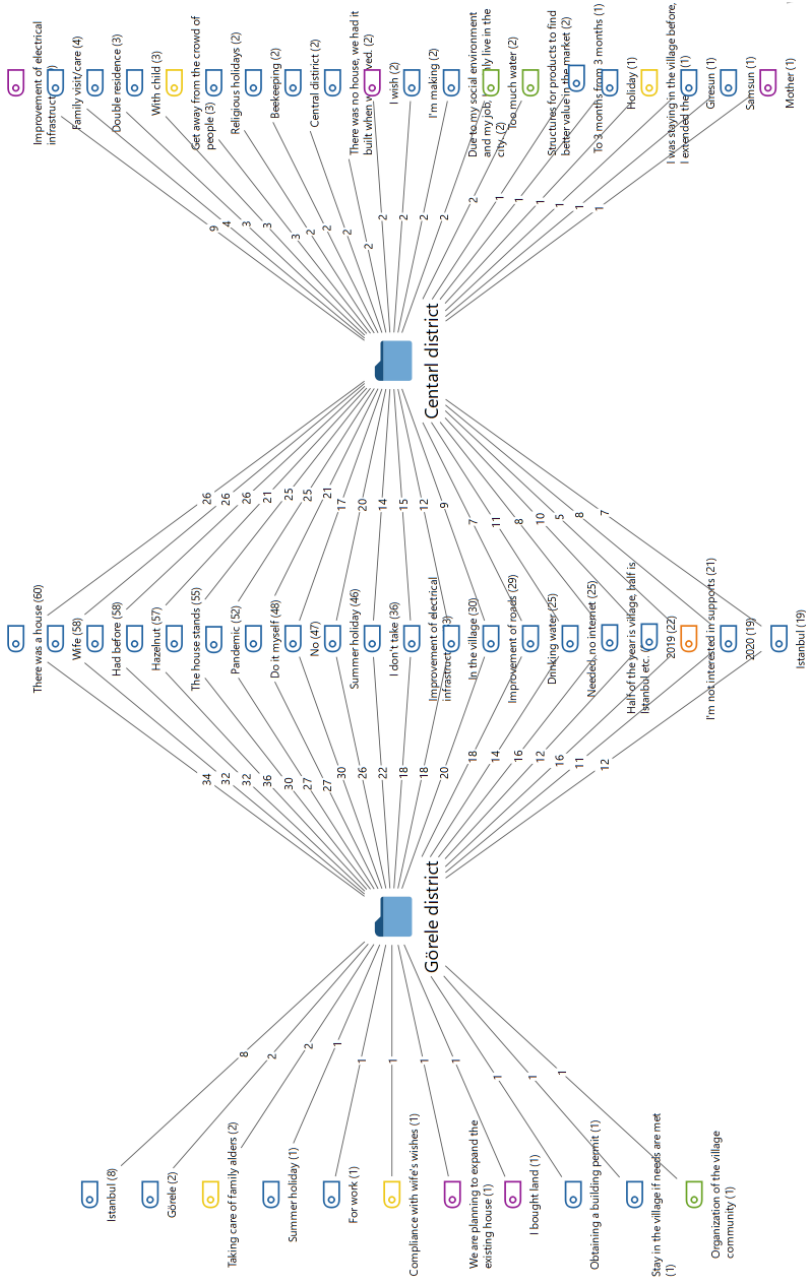 Improvement of electrical
infrastruct
Family visit/care (4)
Double residence (3)
With child (3)
Get away from the crowd of
people (3)
Religious holidays (2)
Beekeeping (2)
Central district (2)
There was no house, we had it
built when ved. (2)
I wish (2)
I'm making (2)
Due to my social environment
and my job, ly live in the
city. (2)
Too much water (2)
Structures for products to find
better value in the market (2)
To 3 months from 3 months (1)
Holiday (1)
I was staying in the village before,
I extended the (1)
Gresun (1)
Samsun (1)
Mother (1)
9
4
3
3
3
2
2
2
2
2
2
2
2
2
1
1
1
1
1
1
Centarl district
26
26
26
21
25
25
21
17
20
14
15
12
9
7
11
8
10
5
8
7
There was a house (60)
Wife (58)
Had before (58)
Hazelnut (57)
The house stands (55)
Pandemic (52)
Do it myself (48)
No (47)
Summer holiday (46)
I don't take (36)
Improvement of electrical
infrastruc 3)
In the village (30)
Improvement of roads (29)
Drinking water (25)
Needed, no internet (25)
Half of the year is village, half is
Istanbul etc.
2019 (22)
I'm not interested in supports (21)
2020 (19)
Istanbul (19)
34
32
32
36
30
27
27
30
26
22
18
18
20
18
14
16
12
16
11
12
Görele district
8
2
2
1
1
1
1
1
1
1
1
Istanbul (8)
Görele (2)
Taking care of family alders (2)
Summer holiday (1)
For work (1)
Compliance with wife's wishes (1)
We are planning to expand the
existing house (1)
I bought land (1)
Obtaining a building permit (1)
Stay in the village if needs are met
(1)
Organization of the village
community (1)